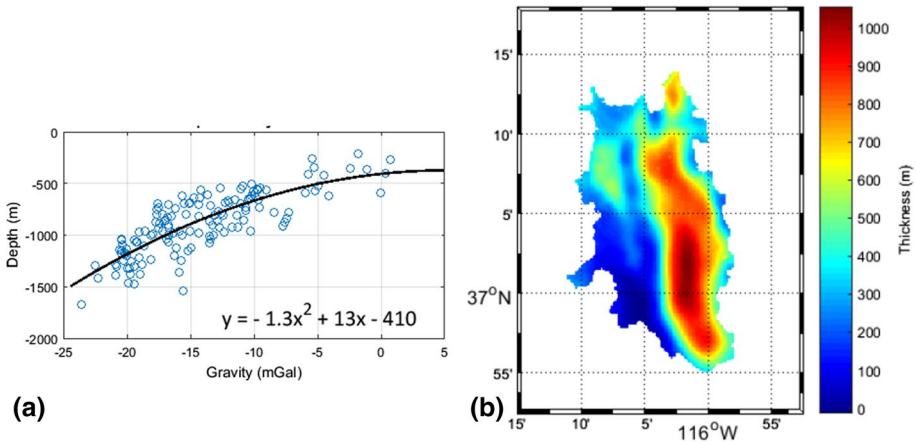 0
-500
-1000
-1500
-2000
Depth (m)
y = - 1.3x² + 13x - 410
-25 -20 -15 -10 -5 0 5
Gravity (mGal)
(a)
15'
10'
5'
37°N
55'
15' 10' 5' 116°W 55'
(b)
1000
900
800
700
600
500
400
300
200
100
0
Thickness (m)